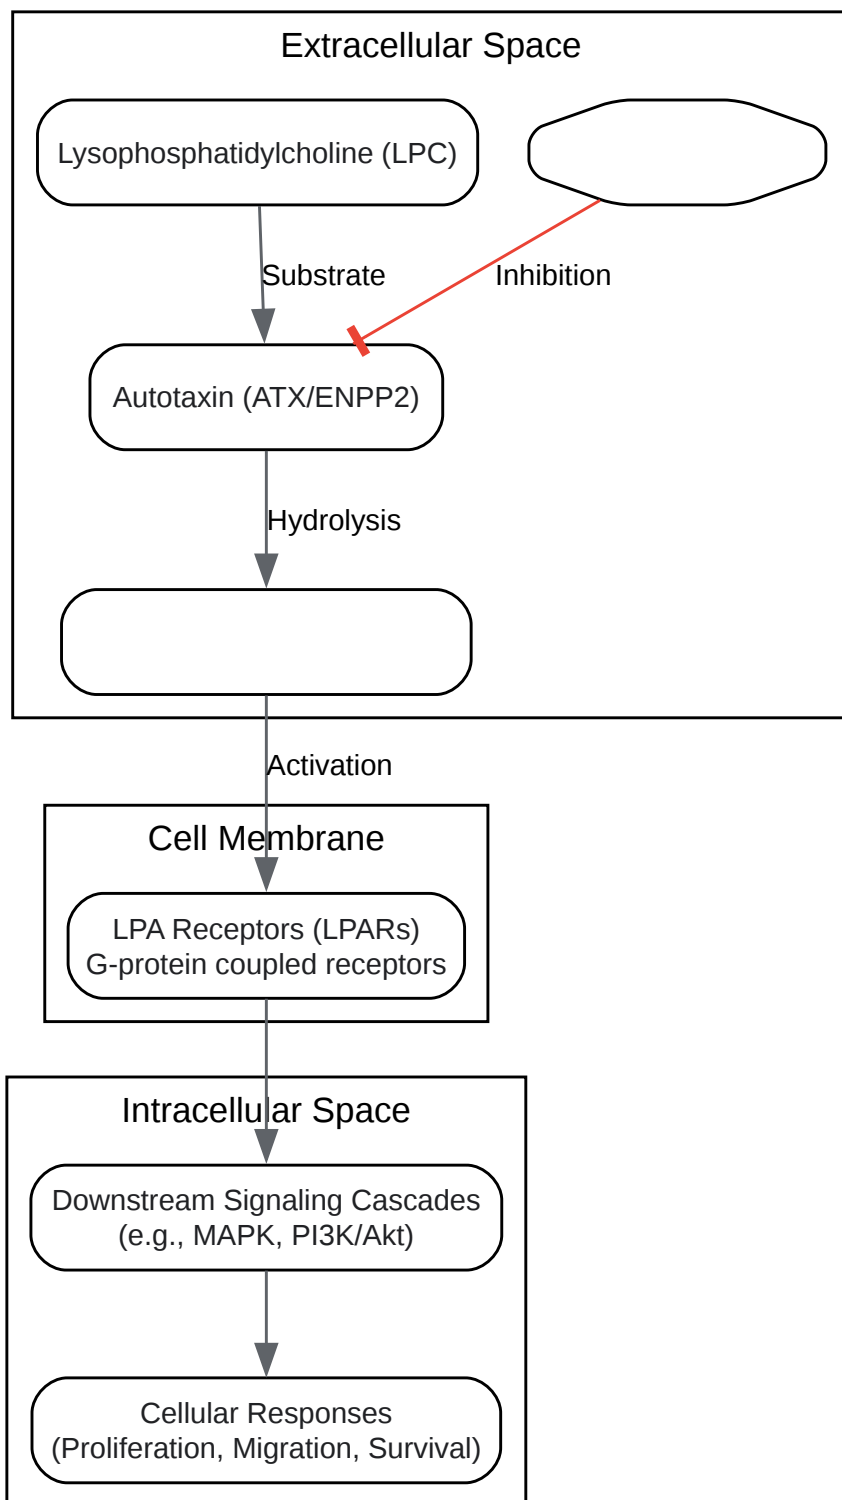 Extracellular Space
Lysophosphatidylcholine (LPC)
Substrate
Inhibition
Autotaxin (ATX/ENPP2)
Hydrolysis
Activation
Cell Membrane
LPA Receptors (LPARs)
G-protein coupled receptors
Intracellular Space
Downstream Signaling Cascades
(e.g., MAPK, PI3K/Akt)
Cellular Responses
(Proliferation, Migration, Survival)